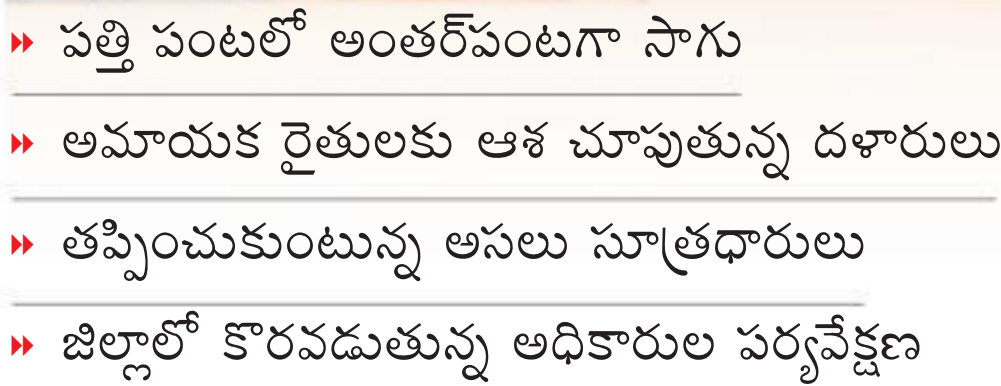 పత్తి పంటలో అంతర్‌పంటగా సాగు
అమాయక రైతులకు ఆశ చూపుతున్న దళారులు
తప్పించుకుంటున్న అసలు సూత్రధారులు
జిల్లాలో కొరవడుతున్న అధికారుల పర్యవేక్షణ